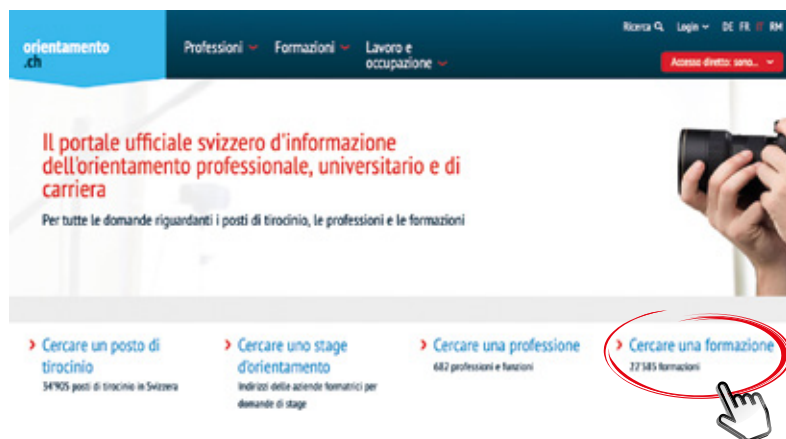 Ricerca Login DE FR IT RM
orientamento
.ch
Professioni Formazioni Lavoro e
occupazione
Accesso diretto: sono...
Il portale ufficiale svizzero d'informazione
dell'orientamento professionale, universitario e di
carriera
Per tutte le domande riguardanti i posti di tirocinio, le professioni e le formazioni
Cercare un posto di
tirocinio
34'905 posti di tirocinio in Svizzera
Cercare uno stage
d'orientamento
Indirizzi delle aziende formatrici per
domande di stage
Cercare una professione
682 professioni e funzioni
Cercare una formazione
22'585 formazioni